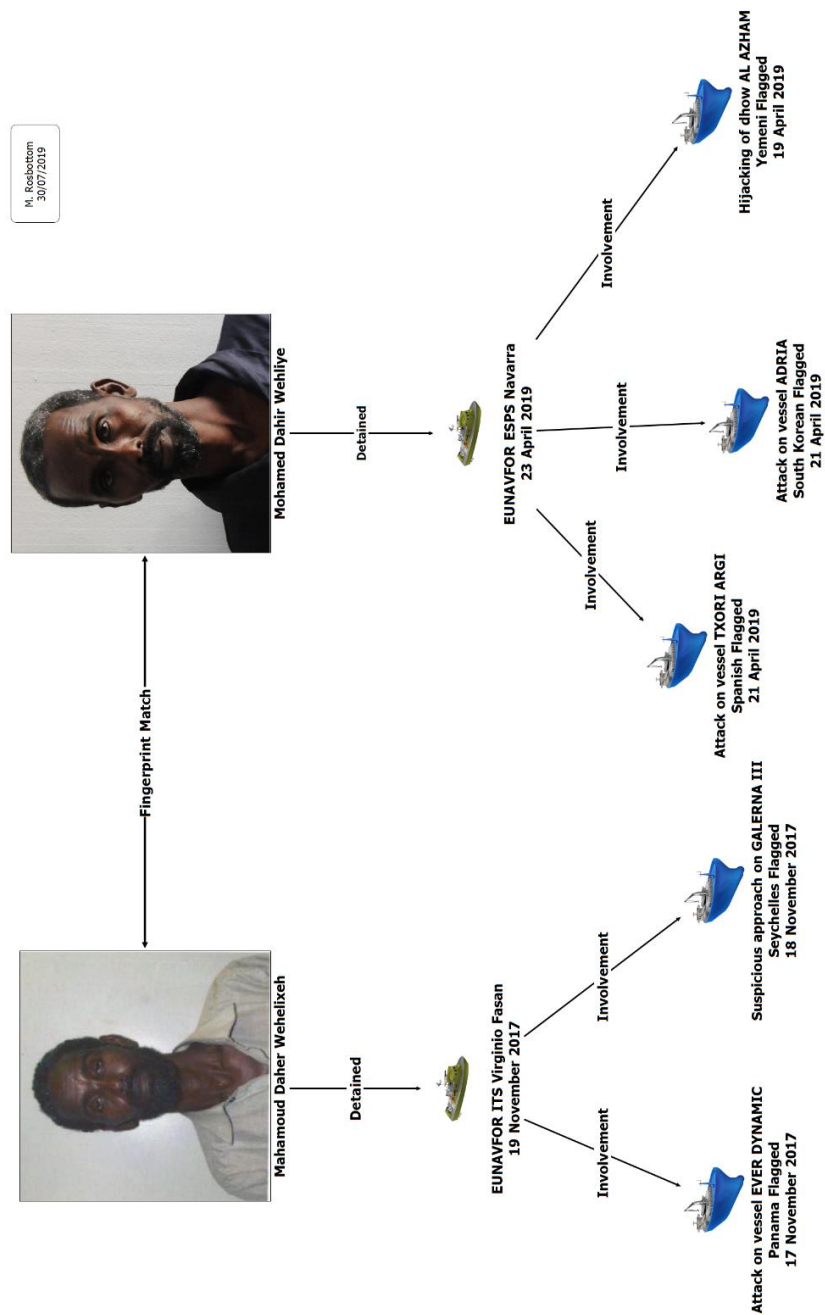 M. Rosbottom
30/07/2019
Fingerprint Match
Mahamoud Daher Wehelixeh
Mohamed Dahir Wehliye
Detained
Detained
EUNAVFOR ITS Virginio Fasan
19 November 2017
EUNAVFOR ESPS Navarra
23 April 2019
Involvement
Involvement
Involvement
Involvement
Involvement
Attack on vessel EVER DYNAMIC
Panama Flagged
17 November 2017
Suspicious approach on GALERNA III
Seychelles Flagged
18 November 2017
Attack on vessel TXORI ARGI
Spanish Flagged
21 April 2019
Attack on vessel ADRIA
South Korean Flagged
21 April 2019
Hijacking of dhow AL AZHAM
Yemeni Flagged
19 April 2019